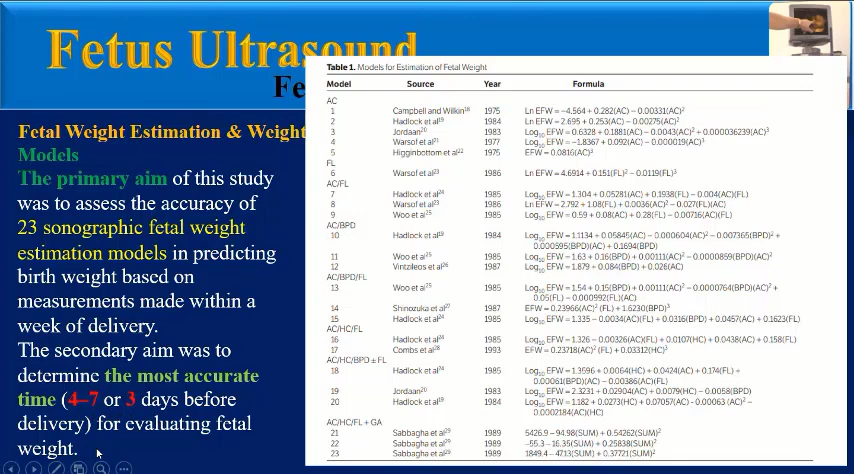 Fetus Ultrasound
Fe
Fetal Weight Estimation & Weight
Models
The primary aim of this study
was to assess the accuracy of
23 sonographic fetal weight
estimation models in predicting
birth weight based on
measurements made within a
week of delivery.
The secondary aim was to
determine the most accurate
time (4–7 or 3 days before
delivery) for evaluating fetal
weight.
Table 1. Models for Estimation of Fetal Weight
Model Source Year Formula
AC
1 Campbell and Wilkin18 1975 Ln EFW = −4.564 + 0.282(AC) − 0.00331(AC)2
2 Hadlock et al19 1984 Ln EFW = 2.695 + 0.253(AC) − 0.00275(AC)2
3 Jordaan20 1983 Log10 EFW = 0.6328 + 0.1881(AC) − 0.0043(AC)2 + 0.000036239(AC)3
4 Warsof et al21 1977 Log10 EFW = −1.8367 + 0.092(AC) − 0.000019(AC)3
5 Higginbottom et al22 1975 EFW = 0.0816(AC)3
FL
6 Warsof et al23 1986 Ln EFW = 4.6914 + 0.151(FL)2 − 0.0119(FL)3
AC/FL
7 Hadlock et al24 1985 Log10 EFW = 1.304 + 0.05281(AC) + 0.1938(FL) − 0.004(AC)(FL)
8 Warsof et al23 1986 Ln EFW = 2.792 + 1.08(FL) + 0.0036(AC)2 − 0.027(FL)(AC)
9 Woo et al25 1985 Log10 EFW = 0.59 + 0.08(AC) + 0.28(FL) − 0.00716(AC)(FL)
AC/BPD
10 Hadlock et al19 1984 Log10 EFW = 1.1134 + 0.05845(AC) − 0.000604(AC)2 − 0.007365(BPD)2 +
0.000595(BPD)(AC) + 0.1694(BPD)
11 Woo et al25 1985 Log10 EFW = 1.63 + 0.16(BPD) + 0.00111(AC)2 − 0.0000859(BPD)(AC)2
12 Vintzileos et al26 1987 Log10 EFW = 1.879 + 0.084(BPD) + 0.026(AC)
AC/BPD/FL
13 Woo et al25 1985 Log10 EFW = 1.54 + 0.15(BPD) + 0.00111(AC)2 − 0.0000764(BPD)(AC)2 +
0.05(FL) − 0.000992(FL)(AC)
14 Shinozuka et al27 1987 EFW = 0.23966(AC)2 (FL) + 1.6230(BPD)3
15 Hadlock et al24 1985 Log10 EFW = 1.335 − 0.0034(AC)(FL) + 0.0316(BPD) + 0.0457(AC) + 0.1623(FL)
AC/HC/FL
16 Hadlock et al24 1985 Log10 EFW = 1.326 − 0.00326(AC)(FL) + 0.0107(HC) + 0.0438(AC) + 0.158(FL)
17 Combs et al28 1993 EFW = 0.23718(AC)2 (FL) + 0.03312(HC)3
AC/HC/BPD ± FL
18 Hadlock et al24 1985 Log10 EFW = 1.3596 + 0.0064(HC) + 0.0424(AC) + 0.174(FL) +
0.00061(BPD)(AC) − 0.00386(AC)(FL)
19 Jordaan20 1983 Log10 EFW = 2.3231 + 0.02904(AC) + 0.0079(HC) − 0.0058(BPD)
20 Hadlock et al19 1984 Log10 EFW = 1.182 + 0.0273(HC) + 0.07057(AC) - 0.00063 (AC)2 −
0.0002184(AC)(HC)
AC/HC/FL + GA
21 Sabbagha et al29 1989 5426.9 − 94.98(SUM) + 0.54262(SUM)2
22 Sabbagha et al29 1989 −55.3 - 16.35(SUM) + 0.25838(SUM)2
23 Sabbagha et al29 1989 1849.4 − 47.13(SUM) + 0.37721(SUM)2